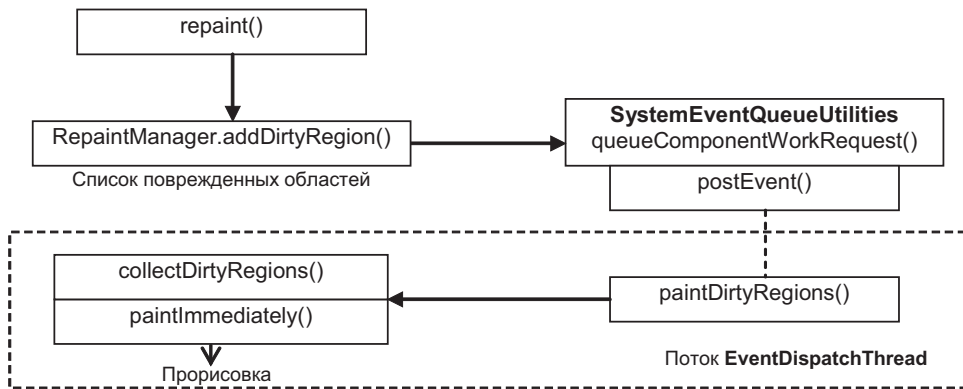 repaint()
RepaintManager.addDirtyRegion()
Список поврежденных областей
SystemEventQueueUtilities
queueComponentWorkRequest()
postEvent()
collectDirtyRegions()
paintImmediately()
Прорисовка
paintDirtyRegions()
Поток EventDispatchThread